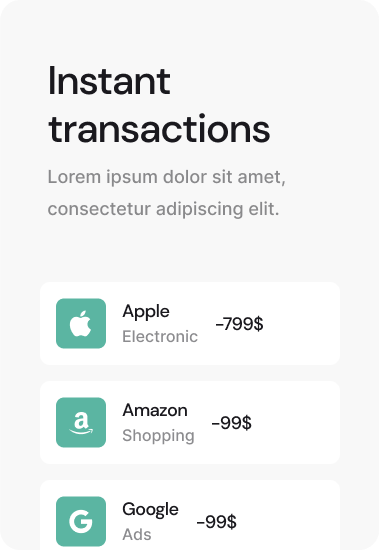 Instant
transactions
Lorem ipsum dolor sit amet,
consectetur adipiscing elit.
Apple
Electronic
-799$
Amazon
Shopping
-99$
Google
Ads
-99$